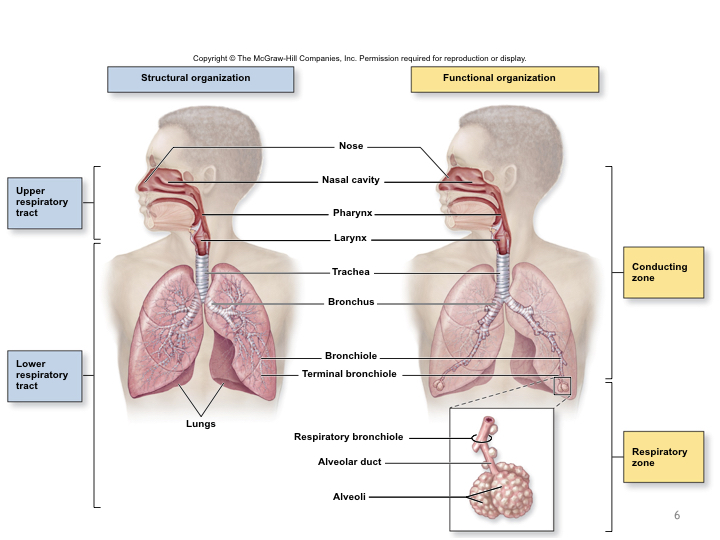 Copyright © The McGraw-Hill Companies, Inc. Permission required for reproduction or display.
Structural organization
Functional organization
Nose
Nasal cavity
Upper
respiratory
tract
Pharynx
Larynx
Conducting
zone
Trachea
Bronchus
Bronchiole
Lower
respiratory
tract
Terminal bronchiole
Lungs
Respiratory bronchiole
Respiratory
zone
Alveolar duct
Alveoli
6